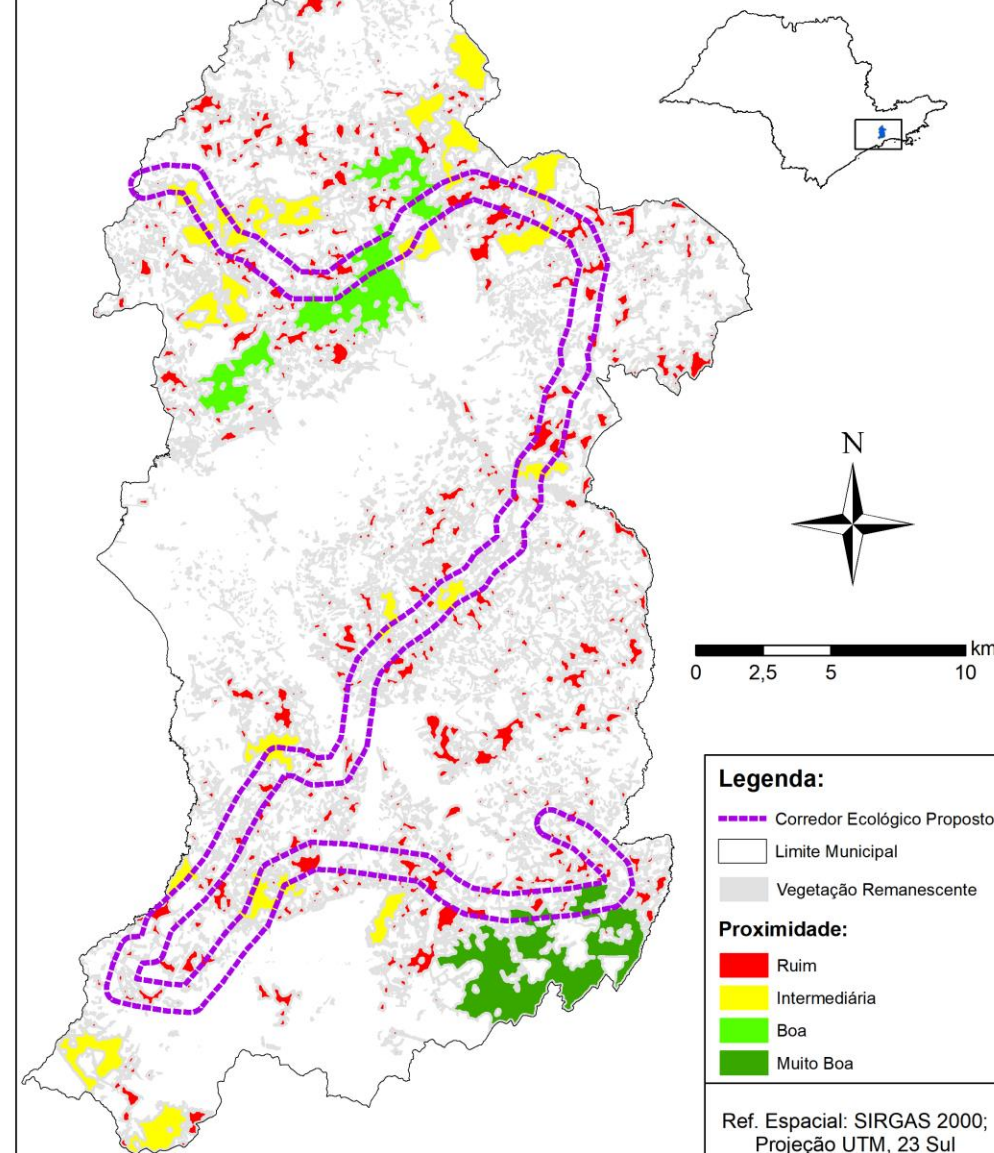 N
km
0 2,5 5 10
Legenda:
Corredor Ecológico Proposto
Limite Municipal
Vegetação Remanescente
Proximidade:
Ruim
Intermediária
Boa
Muito Boa
Ref. Espacial: SIRGAS 2000;
Projeção UTM, 23 Sul